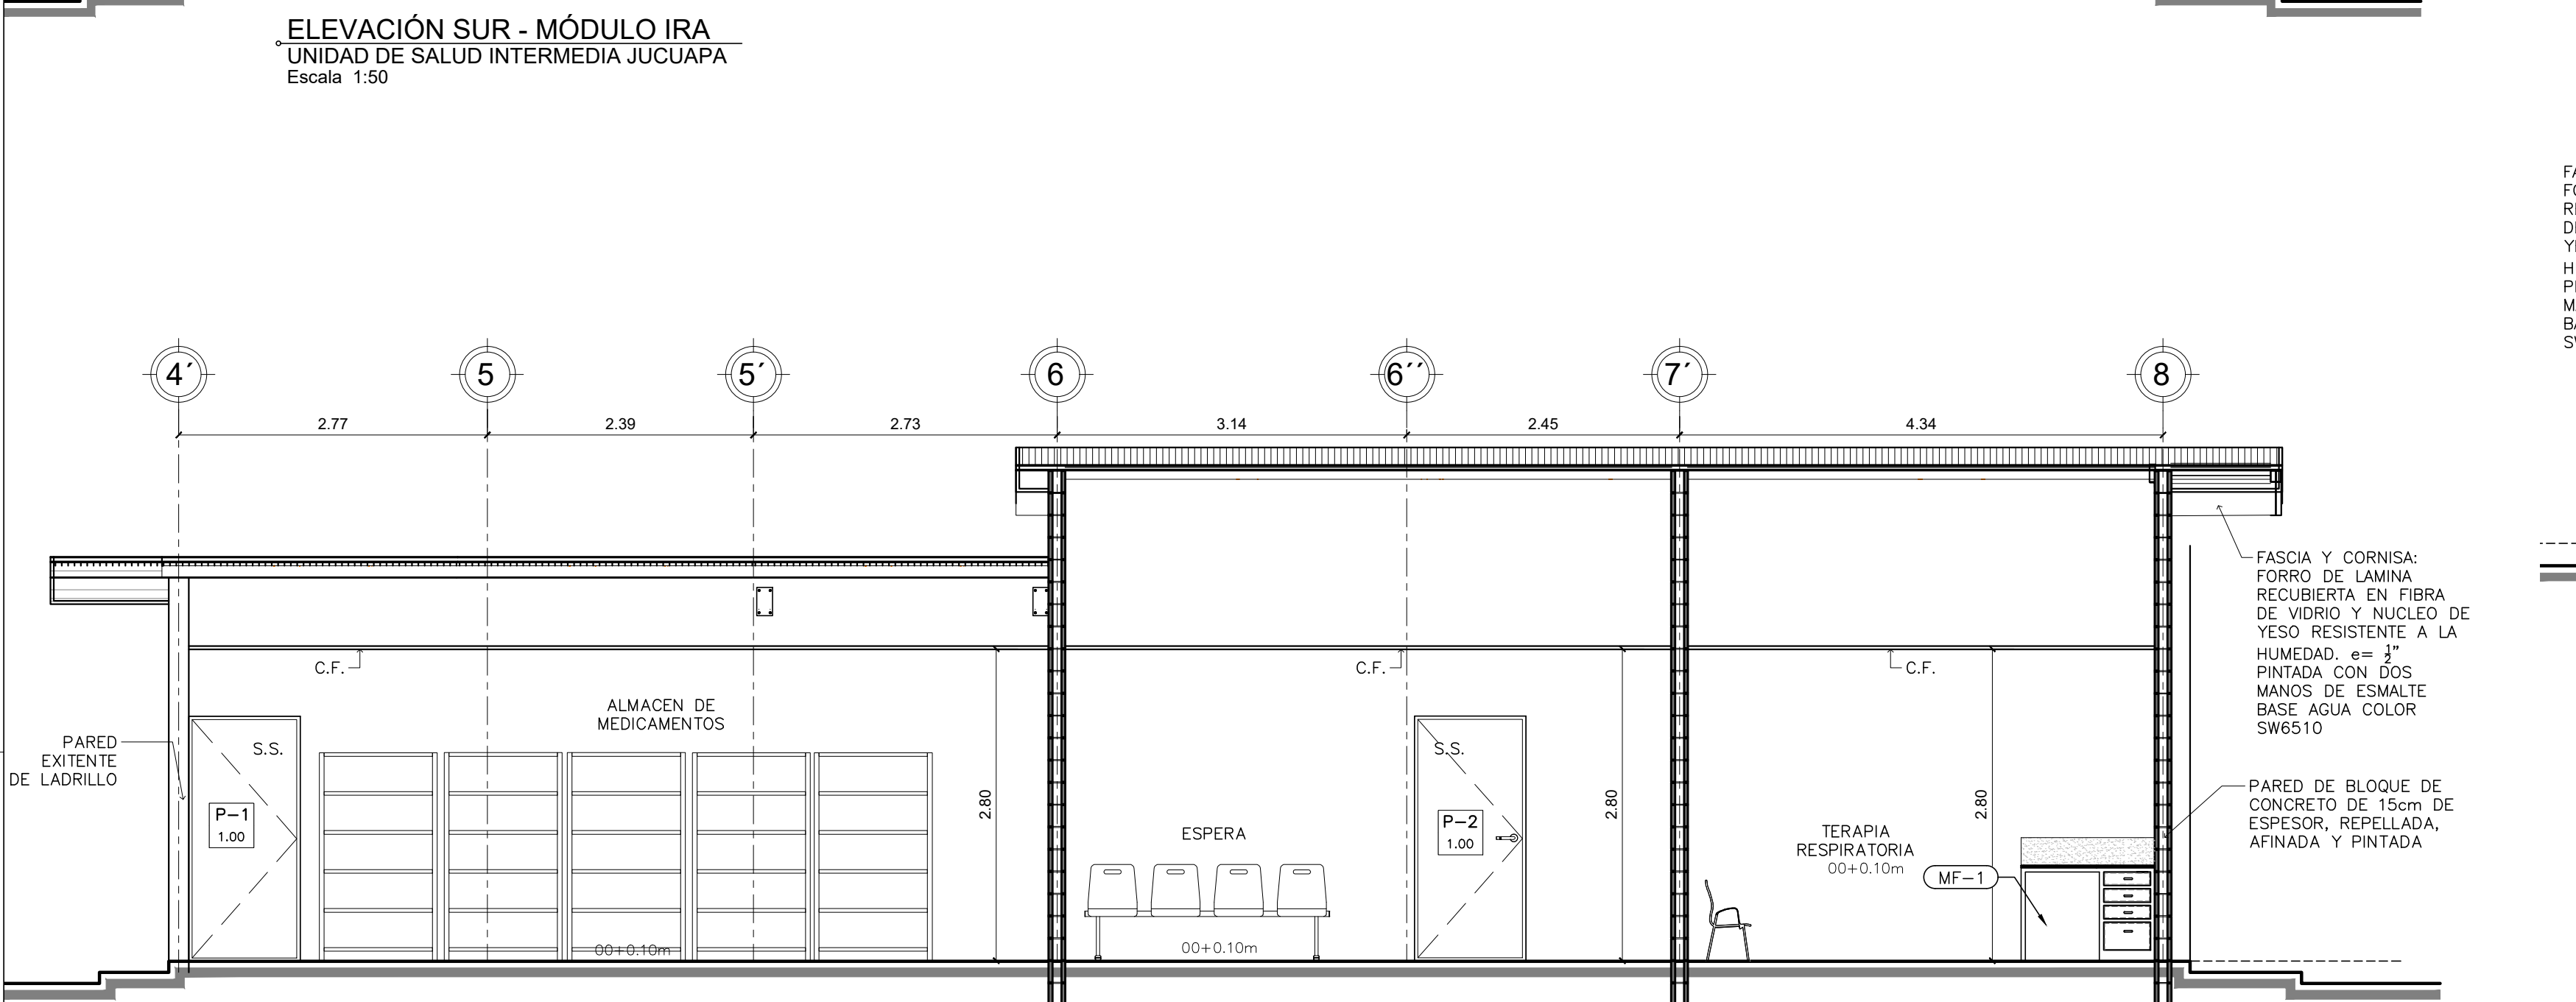 ELEVACIÓN SUR - MÓDULO IRA
UNIDAD DE SALUD INTERMEDIA JUCUAPA
Escala 1:50
4´
5
5´
6
6´´
7´
8
2.77
2.39
2.73
3.14
2.45
4.34
C.F.
C.F.
C.F.
ALMACEN DE
MEDICAMENTOS
PARED
EXITENTE
DE LADRILLO
S.S.
P-1
1.00
00+0.10m
2.80
ESPERA
00+0.10m
S.S.
P-2
1.00
2.80
TERAPIA
RESPIRATORIA
00+0.10m
MF-1
2.80
FASCIA Y CORNISA:
FORRO DE LAMINA
RECUBIERTA EN FIBRA
DE VIDRIO Y NUCLEO DE
YESO RESISTENTE A LA
HUMEDAD. e= 1/2"
PINTADA CON DOS
MANOS DE ESMALTE
BASE AGUA COLOR
SW6510
PARED DE BLOQUE DE
CONCRETO DE 15cm DE
ESPESOR, REPELLADA,
AFINADA Y PINTADA